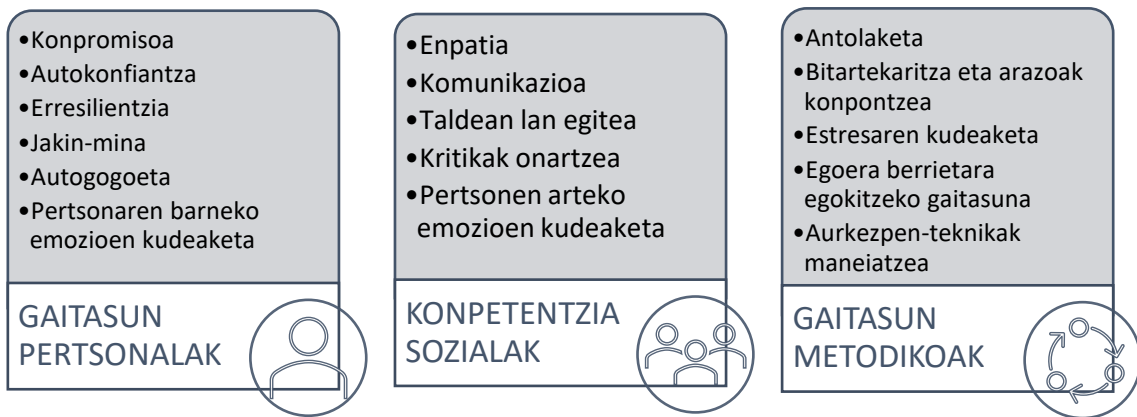 •Konpromisoa
•Autokonfiantza
•Erresilientzia
•Jakin-mina
•Autogogoeta
•Pertsonaren barneko
emozioen kudeaketa
GAITASUN
PERTSONALAK
•Enpatia
•Komunikazioa
•Taldean lan egitea
•Kritikak onartzea
•Pertsonen arteko
emozioen kudeaketa
KONPETENTZIA
SOZIALAK
•Antolaketa
•Bitartekaritza eta arazoak
konpontzea
•Estresaren kudeaketa
•Egoera berrietara
egokitzeko gaitasuna
•Aurkezpen-teknikak
maneiatzea
GAITASUN
METODIKOAK